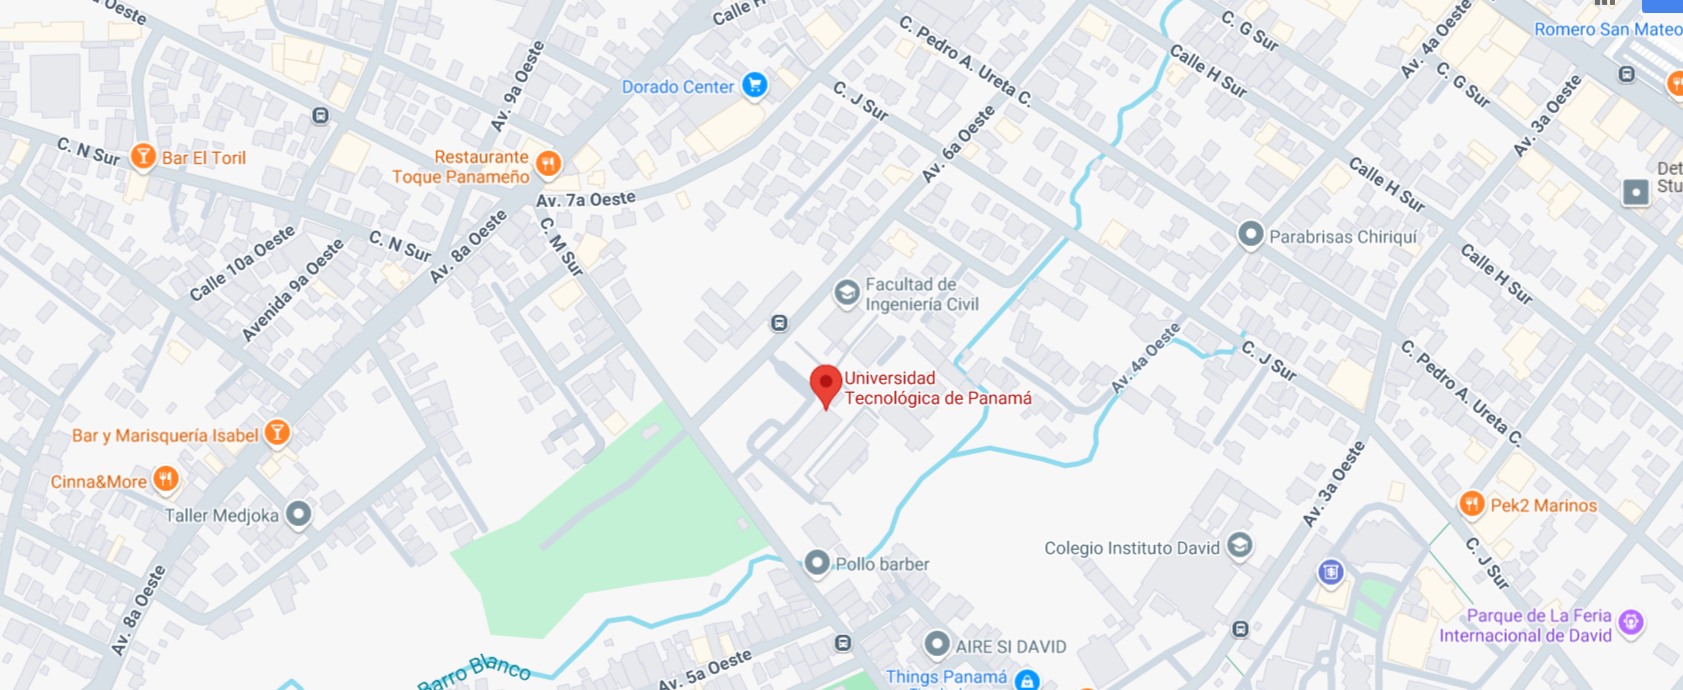 Oeste
Calle H
C. G Sur
Av. 4a Oeste
Romero San Mateo
Calle H Sur
C. Pedro A. Ureta C.
C. G Sur
Av. 9a Oeste
Dorado Center
C. J Sur
Av. 3a Oeste
Av. 6a Oeste
C. N Sur
Bar El Toril
Restaurante
Toque Panameño
Det
Stu
Calle H Sur
Av. 7a Oeste
C. M Sur
Av. 8a Oeste
C. N Sur
Parabrisas Chiriquí
Calle 10a Oeste
Avenida 9a Oeste
Calle H Sur
Facultad de
Ingeniería Civil
Av. 4a Oeste
C. J Sur
C. Pedro A. Ureta C.
Universidad
Tecnológica de Panamá
Bar y Marisquería Isabel
Cinna&More
Taller Medjoka
Av. 3a Oeste
Pek2 Marinos
Colegio Instituto David
Pollo barber
C. J Sur
Av. 8a Oeste
Parque de La Feria
Internacional de David
AIRE SI DAVID
Barro Blanco
Av. 5a Oeste
Things Panamá